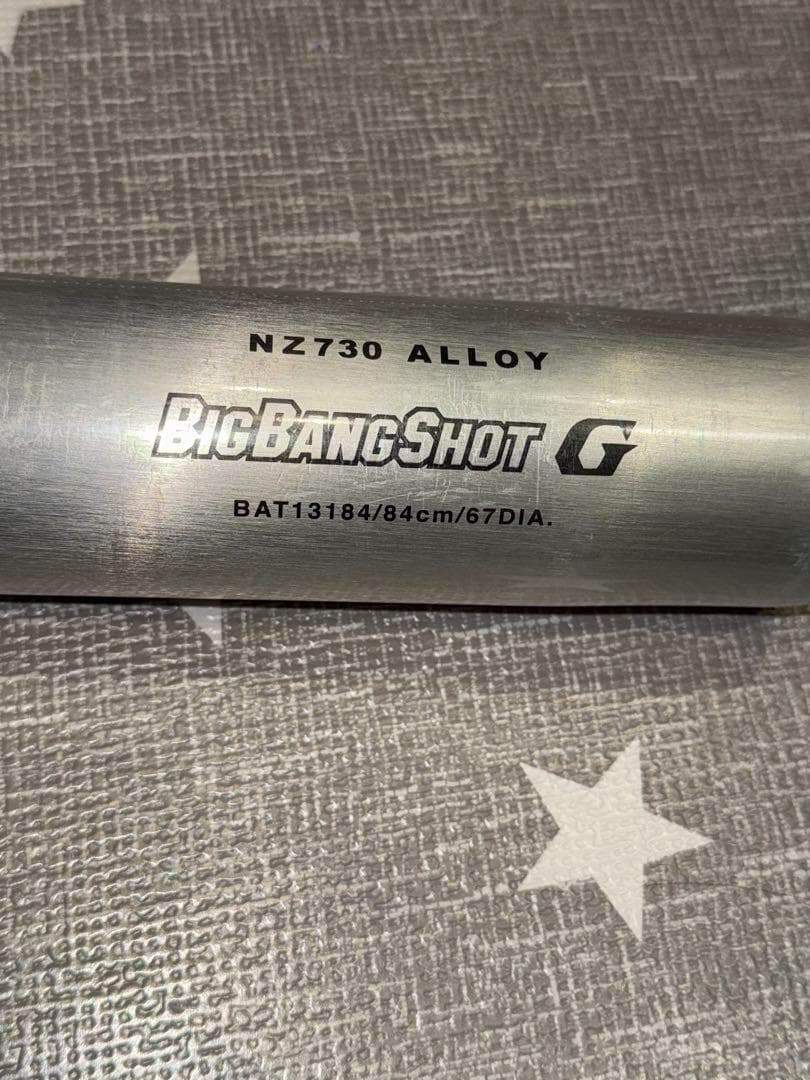 NZ730 ALLOY
BIGBANGSHOT G
BAT13184/84cm/67DIA.